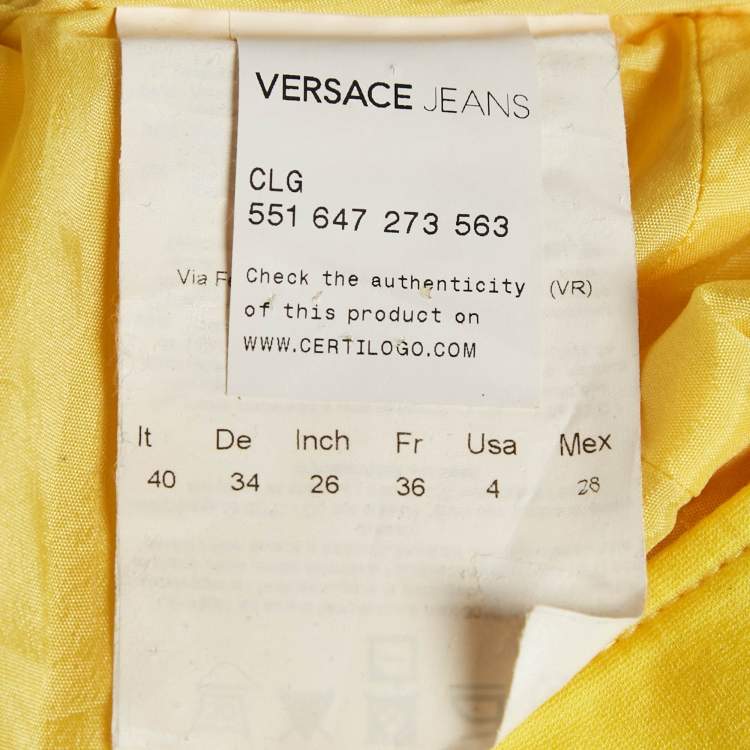 VERSACE JEANS
CLG
551 647 273 563
Via (VR)
Check the authenticity
of this product on
WWW.CERTILOGO.COM
It De Inch Fr Usa Mex
40 34 26 36 4 28